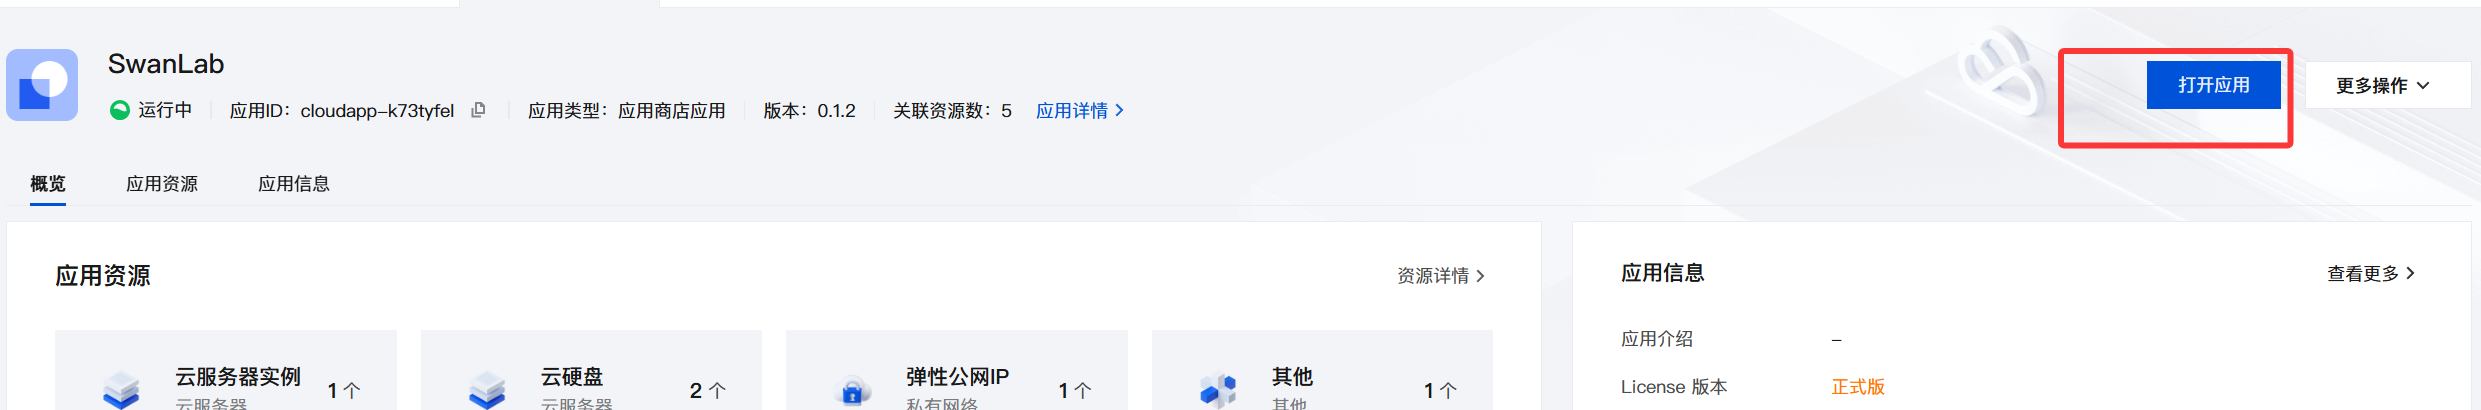 SwanLab
运行中 应用ID：cloudapp-k73tyfel 应用类型：应用商店应用 版本：0.1.2 关联资源数：5 应用详情
打开应用 更多操作
概览 应用资源 应用信息
应用资源 资源详情
云服务器实例 1 个
云服务器
云硬盘 2 个
云服务器
弹性公网IP 1 个
私有网络
其他 1 个
其他
应用信息 查看更多
应用介绍 –
License 版本 正式版